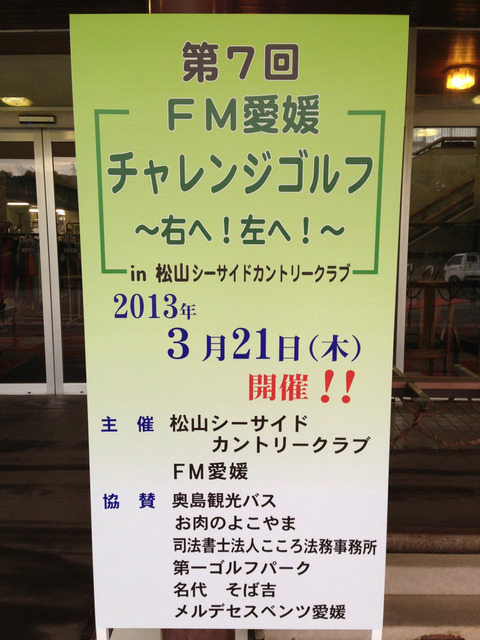 第7回
FM愛媛
チャレンジゴルフ
～右へ！左へ！～
in 松山シーサイドカントリークラブ
2013年
3月21日(木)
開催!!
主 催 松山シーサイド
カントリークラブ
FM愛媛
協 賛 奥島観光バス
お肉のよこやま
司法書士法人こころ法務事務所
第一ゴルフパーク
名代 そば吉
メルデセスベンツ愛媛